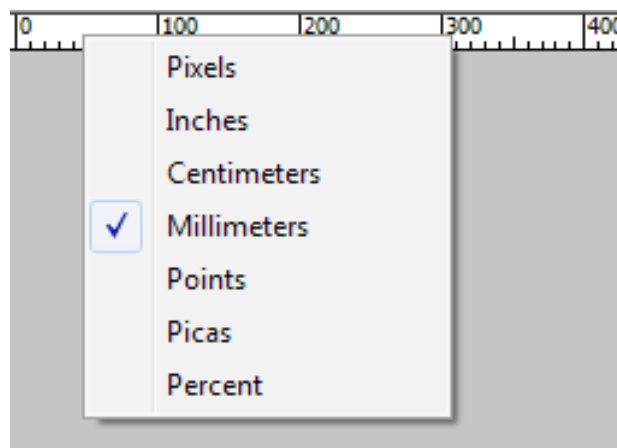 0 100 200 300 400
Pixels
Inches
Centimeters
Millimeters
Points
Picas
Percent